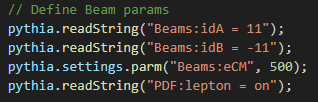 // Define Beam params
pythia.readString("Beams:idA = 11");
pythia.readString("Beams:idB = -11");
pythia.settings.parm("Beams:eCM", 500);
pythia.readString("PDF:lepton = on");